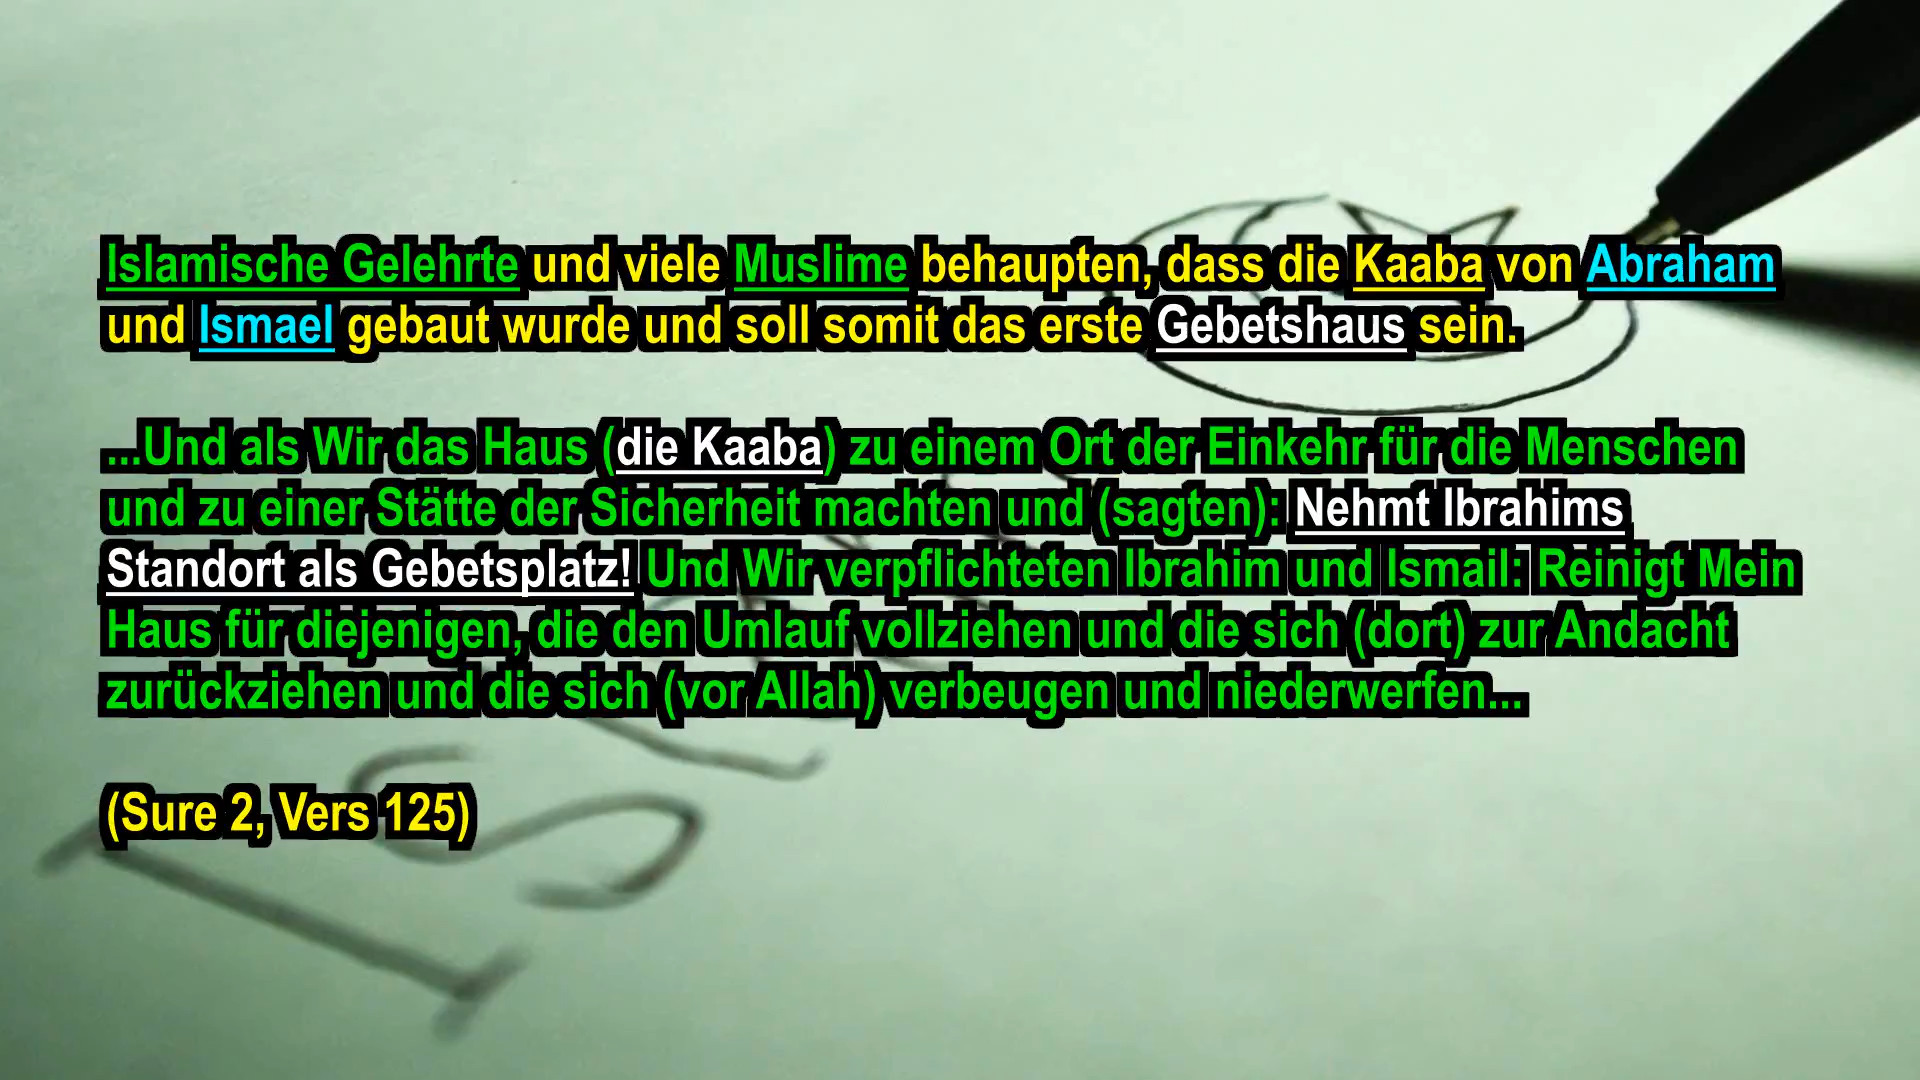 Islamische Gelehrte und viele Muslime behaupten, dass die Kaaba von Abraham
und Ismael gebaut wurde und soll somit das erste Gebetshaus sein.
...Und als Wir das Haus (die Kaaba) zu einem Ort der Einkehr für die Menschen
und zu einer Stätte der Sicherheit machten und (sagten): Nehmt Ibrahims
Standort als Gebetsplatz! Und Wir verpflichteten Ibrahim und Ismail: Reinigt Mein
Haus für diejenigen, die den Umlauf vollziehen und die sich (dort) zur Andacht
zurückziehen und die sich (vor Allah) verbeugen und niederwerfen...
(Sure 2, Vers 125)